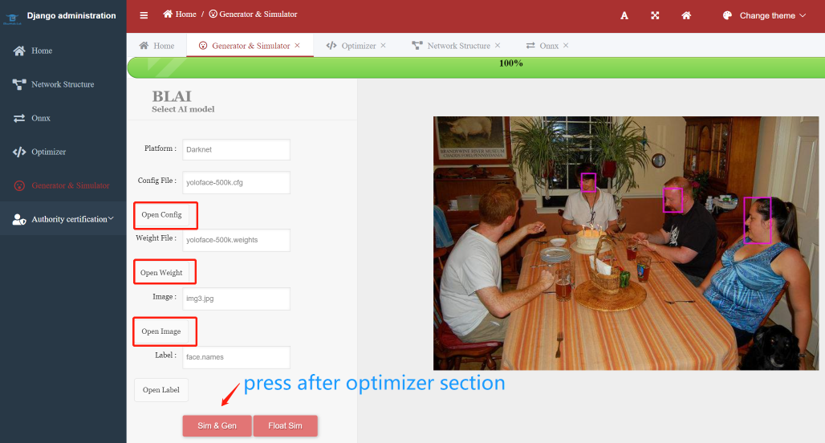 Django administration
Home / Generator & Simulator
A
Change theme
Home
Generator & Simulator ×
Optimizer ×
Network Structure ×
Onnx ×
100%
Home
Network Structure
Onnx
Optimizer
Generator & Simulator
Authority certification
BLAI
Select AI model
Platform :
Darknet
Config File :
yoloface-500k.cfg
Open Config
Weight File :
yoloface-500k.weights
Open Weight
Image :
img3.jpg
Open Image
Label :
face.names
Open Label
press after optimizer section
Sim & Gen
Float Sim